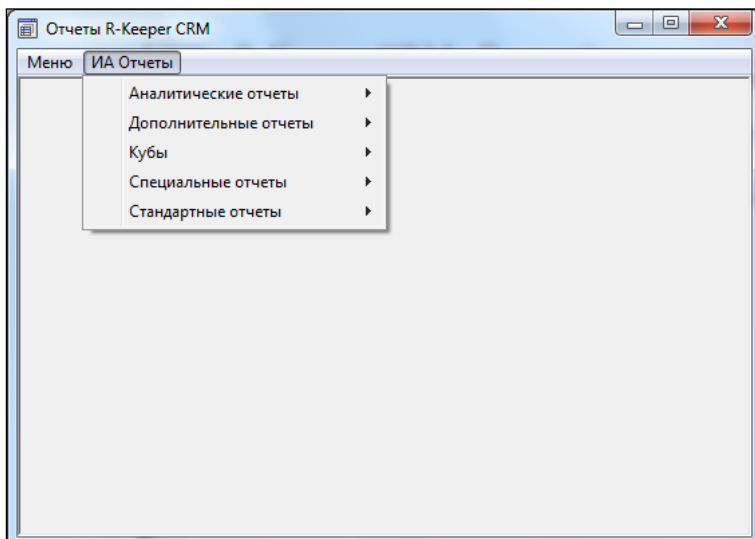 Отчеты R-Keeper CRM
Меню ИА Отчеты
Аналитические отчеты
Дополнительные отчеты
Кубы
Специальные отчеты
Стандартные отчеты